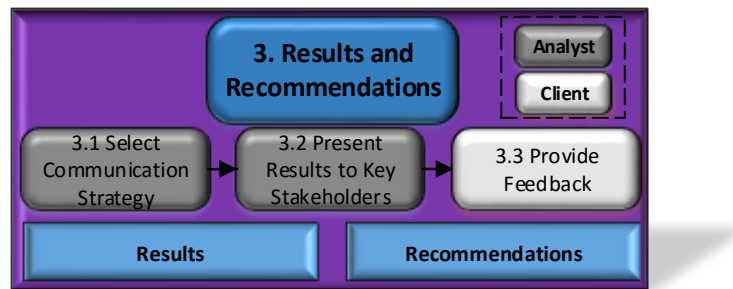 3. Results and
Recommendations
Analyst
Client
3.1 Select
Communication
Strategy
3.2 Present
Results to Key
Stakeholders
3.3 Provide
Feedback
Results
Recommendations